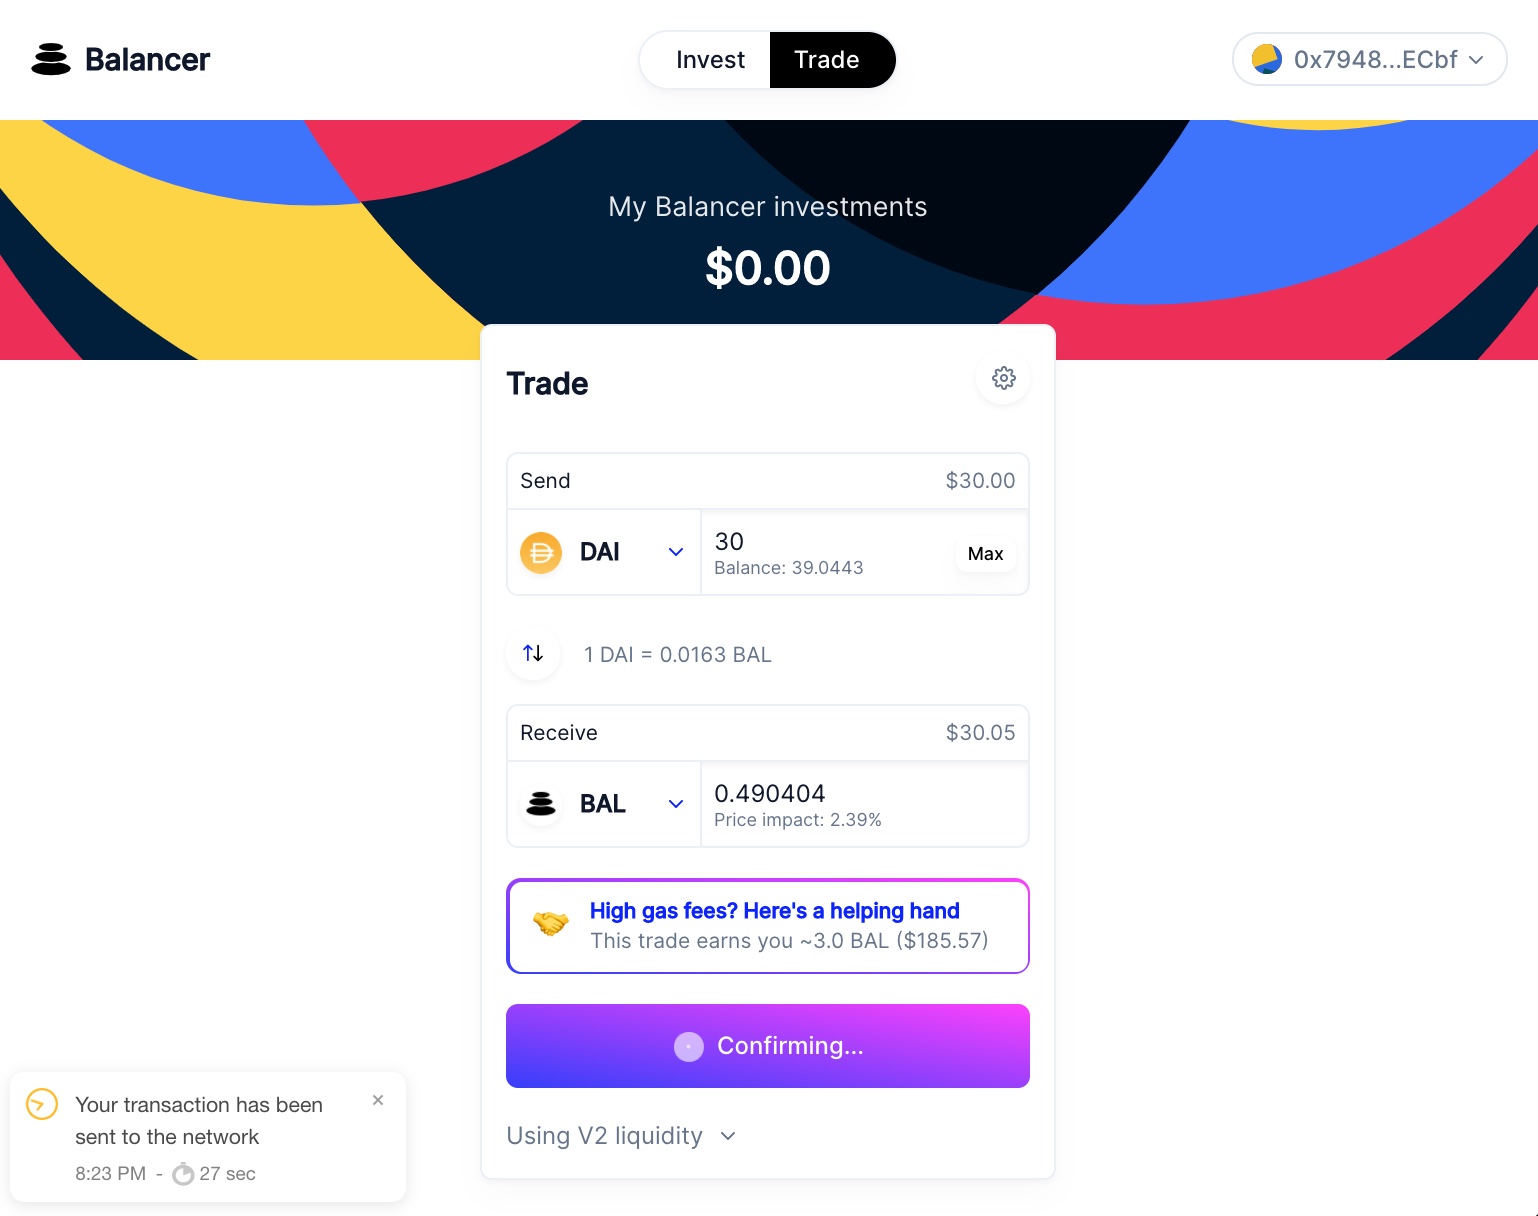 Balancer
Invest
Trade
0x7948...ECbf
My Balancer investments
$0.00
Trade
Send
$30.00
DAI
30
Balance: 39.0443
Max
1 DAI = 0.0163 BAL
Receive
$30.05
BAL
0.490404
Price impact: 2.39%
High gas fees? Here's a helping hand
This trade earns you ~3.0 BAL ($185.57)
Confirming...
Using V2 liquidity
Your transaction has been
sent to the network
8:23 PM - 27 sec